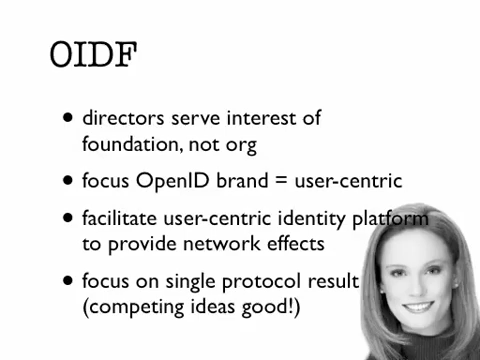 OIDF
• directors serve interest of
foundation, not org
• focus OpenID brand = user-centric
• facilitate user-centric identity platform
to provide network effects
• focus on single protocol result
(competing ideas good!)